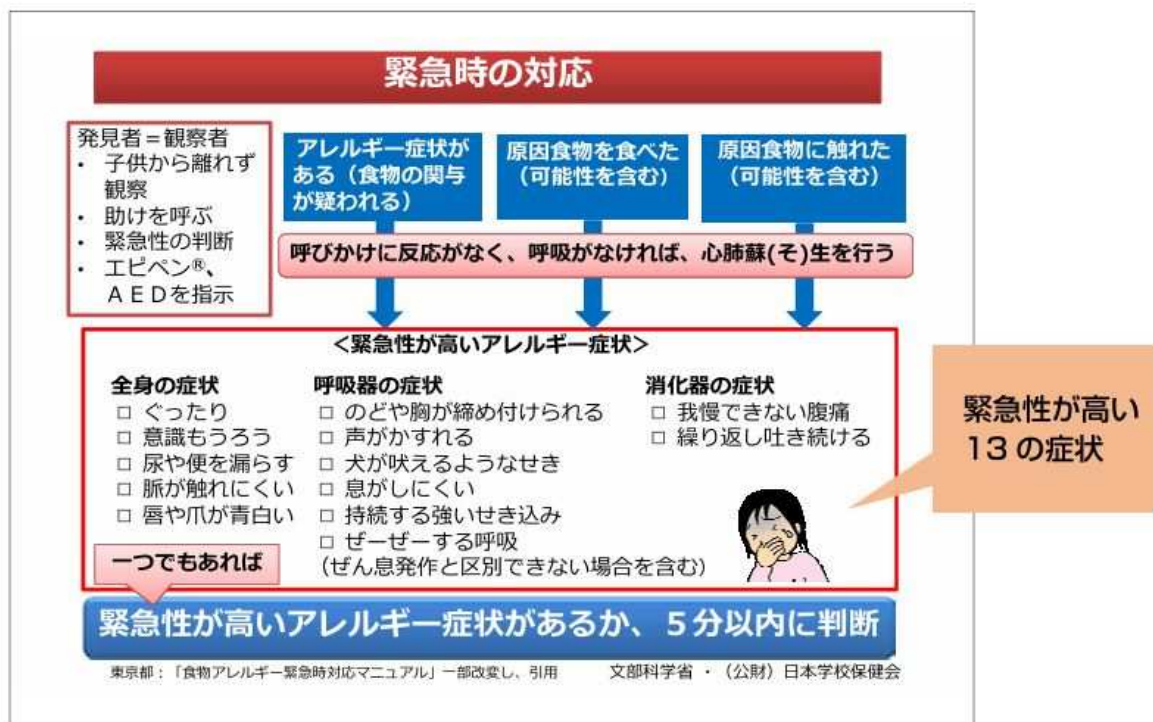 緊急時の対応
発見者＝観察者
・ 子供から離れず
観察
・ 助けを呼ぶ
・ 緊急性の判断
・ エピペン®、
ＡＥＤを指示
アレルギー症状が
ある（食物の関与
が疑われる）
原因食物を食べた
（可能性を含む）
原因食物に触れた
（可能性を含む）
呼びかけに反応がなく、呼吸がなければ、心肺蘇(そ)生を行う
＜緊急性が高いアレルギー症状＞
全身の症状
□ ぐったり
□ 意識もうろう
□ 尿や便を漏らす
□ 脈が触れにくい
□ 唇や爪が青白い
呼吸器の症状
□ のどや胸が締め付けられる
□ 声がかすれる
□ 犬が吠えるようなせき
□ 息がしにくい
□ 持続する強いせき込み
□ ぜーぜーする呼吸
（ぜん息発作と区別できない場合を含む）
消化器の症状
□ 我慢できない腹痛
□ 繰り返し吐き続ける
緊急性が高い
13 の症状
一つでもあれば
緊急性が高いアレルギー症状があるか、５分以内に判断
東京都：「食物アレルギー緊急時対応マニュアル」一部改変し、引用
文部科学省 ・（公財）日本学校保健会